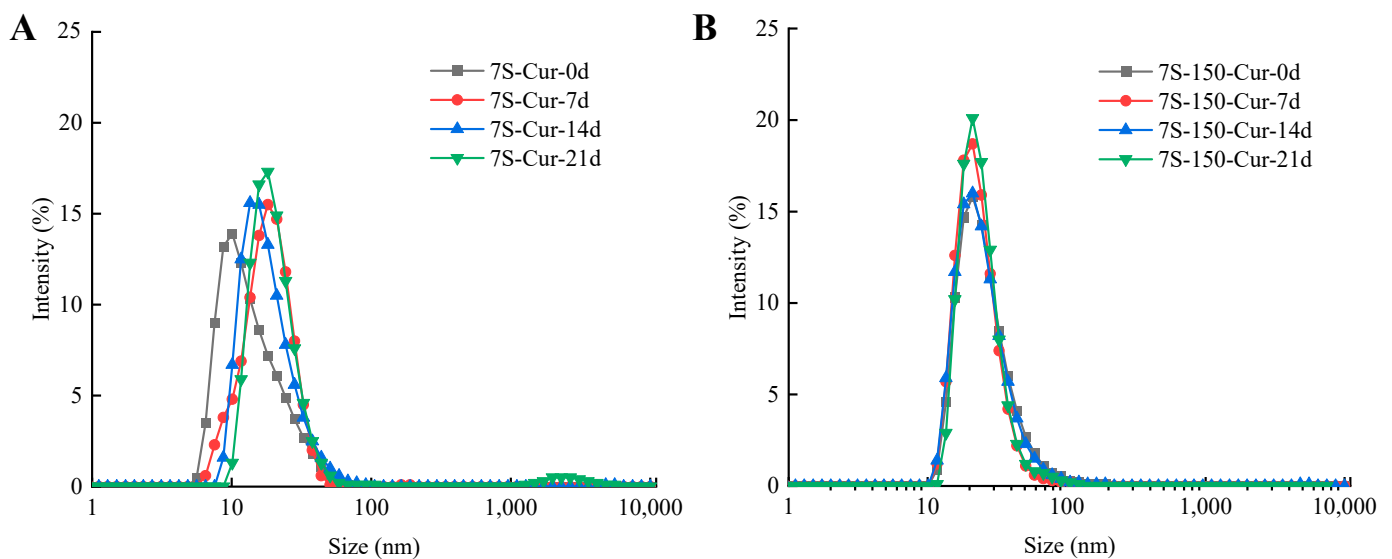 A
25
20
15
10
5
0
Intensity (%)
7S-Cur-0d
7S-Cur-7d
7S-Cur-14d
7S-Cur-21d
1
10
100
1,000
10,000
Size (nm)
B
25
20
15
10
5
0
Intensity (%)
7S-150-Cur-0d
7S-150-Cur-7d
7S-150-Cur-14d
7S-150-Cur-21d
1
10
100
1,000
10,000
Size (nm)